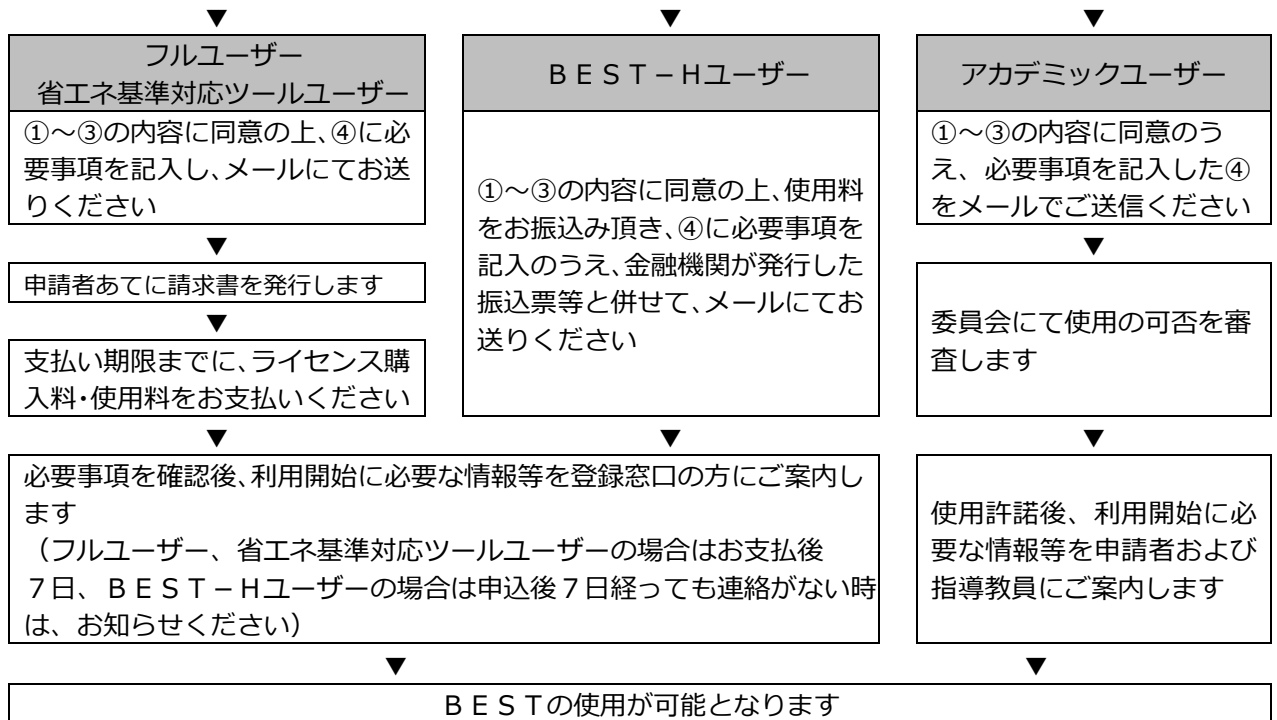 ▼
フルユーザー
省エネ基準対応ツールユーザー
①～③の内容に同意の上、④に必
要事項を記入し、メールにてお送
りください
▼
申請者あてに請求書を発行します
▼
支払い期限までに、ライセンス購
入料・使用料をお支払いください
▼
ＢＥＳＴ－Ｈユーザー
①～③の内容に同意の上、使用料
をお振込み頂き、④に必要事項を
記入のうえ、金融機関が発行した
振込票等と併せて、メールにてお
送りください
▼
▼
必要事項を確認後、利用開始に必要な情報等を登録窓口の方にご案内し
ます
（フルユーザー、省エネ基準対応ツールユーザーの場合はお支払後
７日、ＢＥＳＴ－Ｈユーザーの場合は申込後７日経っても連絡がない時
は、お知らせください）
▼
▼
アカデミックユーザー
①～③の内容に同意のう
え、必要事項を記入した④
をメールでご送信ください
▼
委員会にて使用の可否を審
査します
▼
使用許諾後、利用開始に必
要な情報等を申請者および
指導教員にご案内します
▼
ＢＥＳＴの使用が可能となります